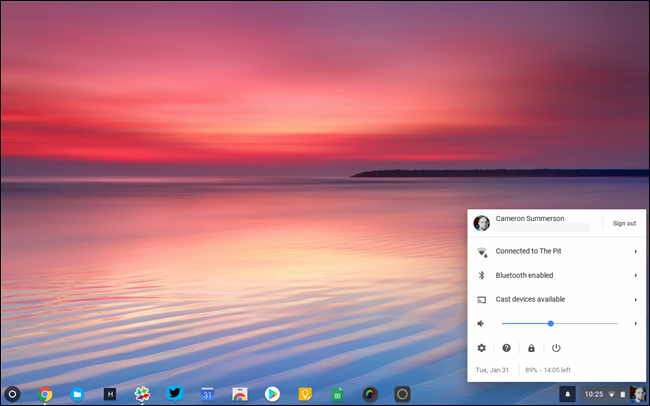 Cameron Summerson
Sign out
Connected to The Pit
Bluetooth enabled
Cast devices available
Tue, Jan 31
89% - 14:05 left
H
31
10:25